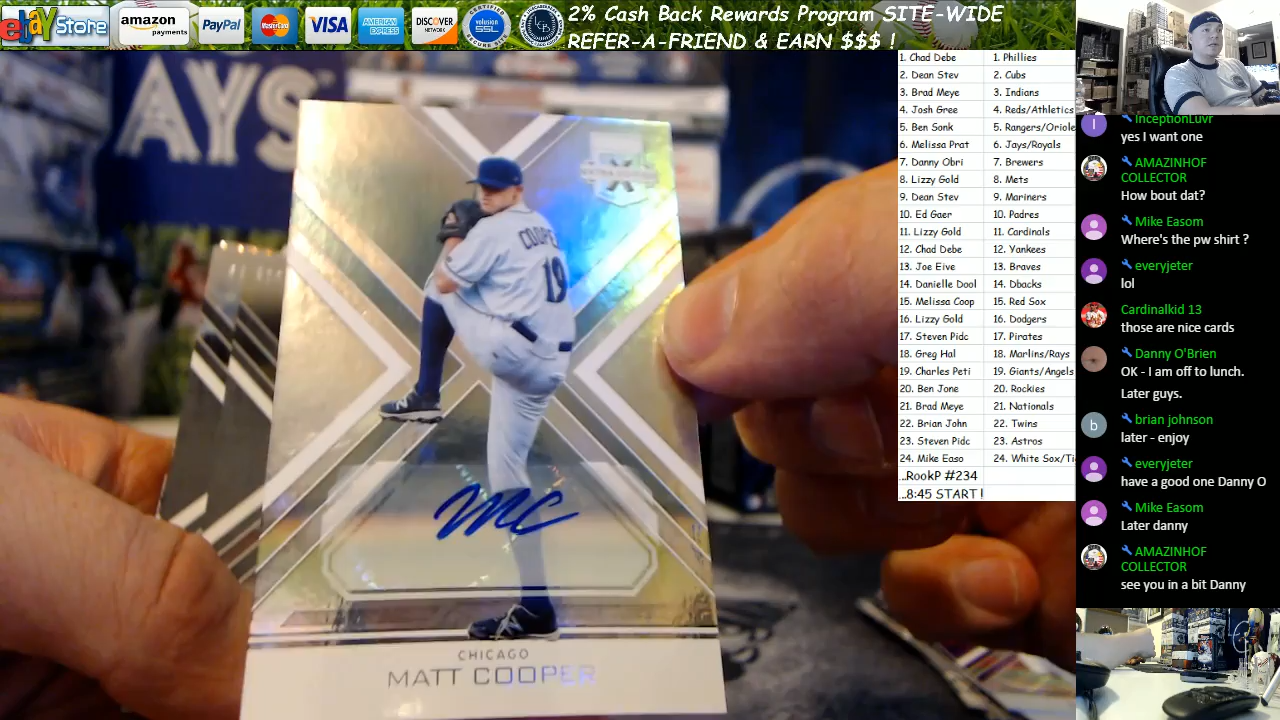 ebay Store
amazon
payments
PayPal
MasterCard
VISA
AMERICAN EXPRESS
DISCOVER
NETWORK
volusion
SSL
2% Cash Back Rewards Program SITE-WIDE
REFER-A-FRIEND & EARN $$$ !
AYS
COOPE
19
MC
CHICAGO
MATT COOPER
1. Chad Debe 1. Phillies
2. Dean Stev 2. Cubs
3. Brad Meye 3. Indians
4. Josh Gree 4. Reds/Athletics
5. Ben Sonk 5. Rangers/Oriole
6. Melissa Prat 6. Jays/Royals
7. Danny Obri 7. Brewers
8. Lizzy Gold 8. Mets
9. Dean Stev 9. Mariners
10. Ed Gaer 10. Padres
11. Lizzy Gold 11. Cardinals
12. Chad Debe 12. Yankees
13. Joe Eive 13. Braves
14. Danielle Dool 14. Dbacks
15. Melissa Coop 15. Red Sox
16. Lizzy Gold 16. Dodgers
17. Steven Pidc 17. Pirates
18. Greg Hal 18. Marlins/Rays
19. Charles Peti 19. Giants/Angels
20. Ben Jone 20. Rockies
21. Brad Meye 21. Nationals
22. Brian John 22. Twins
23. Steven Pidc 23. Astros
24. Mike Easo 24. White Sox/Ti
...RookP #234
...8:45 START !
I
InceptionLuvr
yes I want one
AMAZINHOF
COLLECTOR
How bout dat?
Mike Easom
Where's the pw shirt ?
everyjeter
lol
Cardinalkid 13
those are nice cards
Danny O'Brien
OK - I am off to lunch.
Later guys.
b
brian johnson
later - enjoy
everyjeter
have a good one Danny O
Mike Easom
Later danny
AMAZINHOF
COLLECTOR
see you in a bit Danny